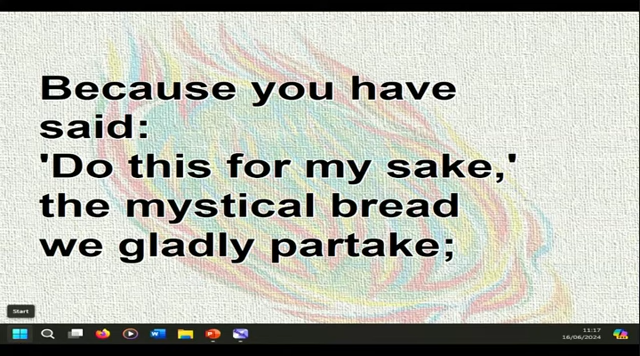 Because you have
said:
'Do this for my sake,'
the mystical bread
we gladly partake;
Start
11:17
16/06/2024